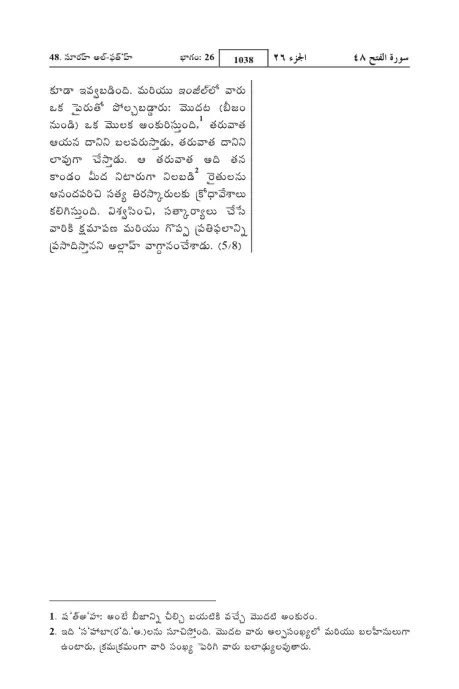 48. సూరహ్ అల్-ఫత్'హ్ భాగం: 26 1038 الجزء ٢٦ سورة الفتح ٤٨
కూడా ఇవ్వబడింది. మరియు ఇంజీల్‌లో వారు
ఒక పైరుతో పోల్చబడ్డారు: మొదట (బీజం
నుండి) ఒక మొలక అంకురిస్తుంది,1 తరువాత
ఆయన దానిని బలపరుస్తాడు, తరువాత దానిని
లావుగా చేస్తాడు. ఆ తరువాత అది తన
కాండం మీద నిటారుగా నిలబడి2 రైతులను
ఆనందపరిచి సత్య తిరస్కారులకు క్రోధావేశాలు
కలిగిస్తుంది. విశ్వసించి, సత్కార్యాలు చేసే
వారికి క్షమాపణ మరియు గొప్ప ప్రతిఫలాన్ని
ప్రసాదిస్తానని అల్లాహ్ వాగ్దానంచేశాడు. (5/8)
1. ష'త్అ'హ: అంటే బీజాన్ని చీల్చి బయటికి వచ్చే మొదటి అంకురం.
2. ఇది 'స'హాబా(ర'ది.'అ.)లను సూచిస్తోంది. మొదట వారు అల్పసంఖ్యలో మరియు బలహీనులుగా
ఉంటారు, క్రమక్రమంగా వారి సంఖ్య పెరిగి వారు బలాఢ్యులవుతారు.